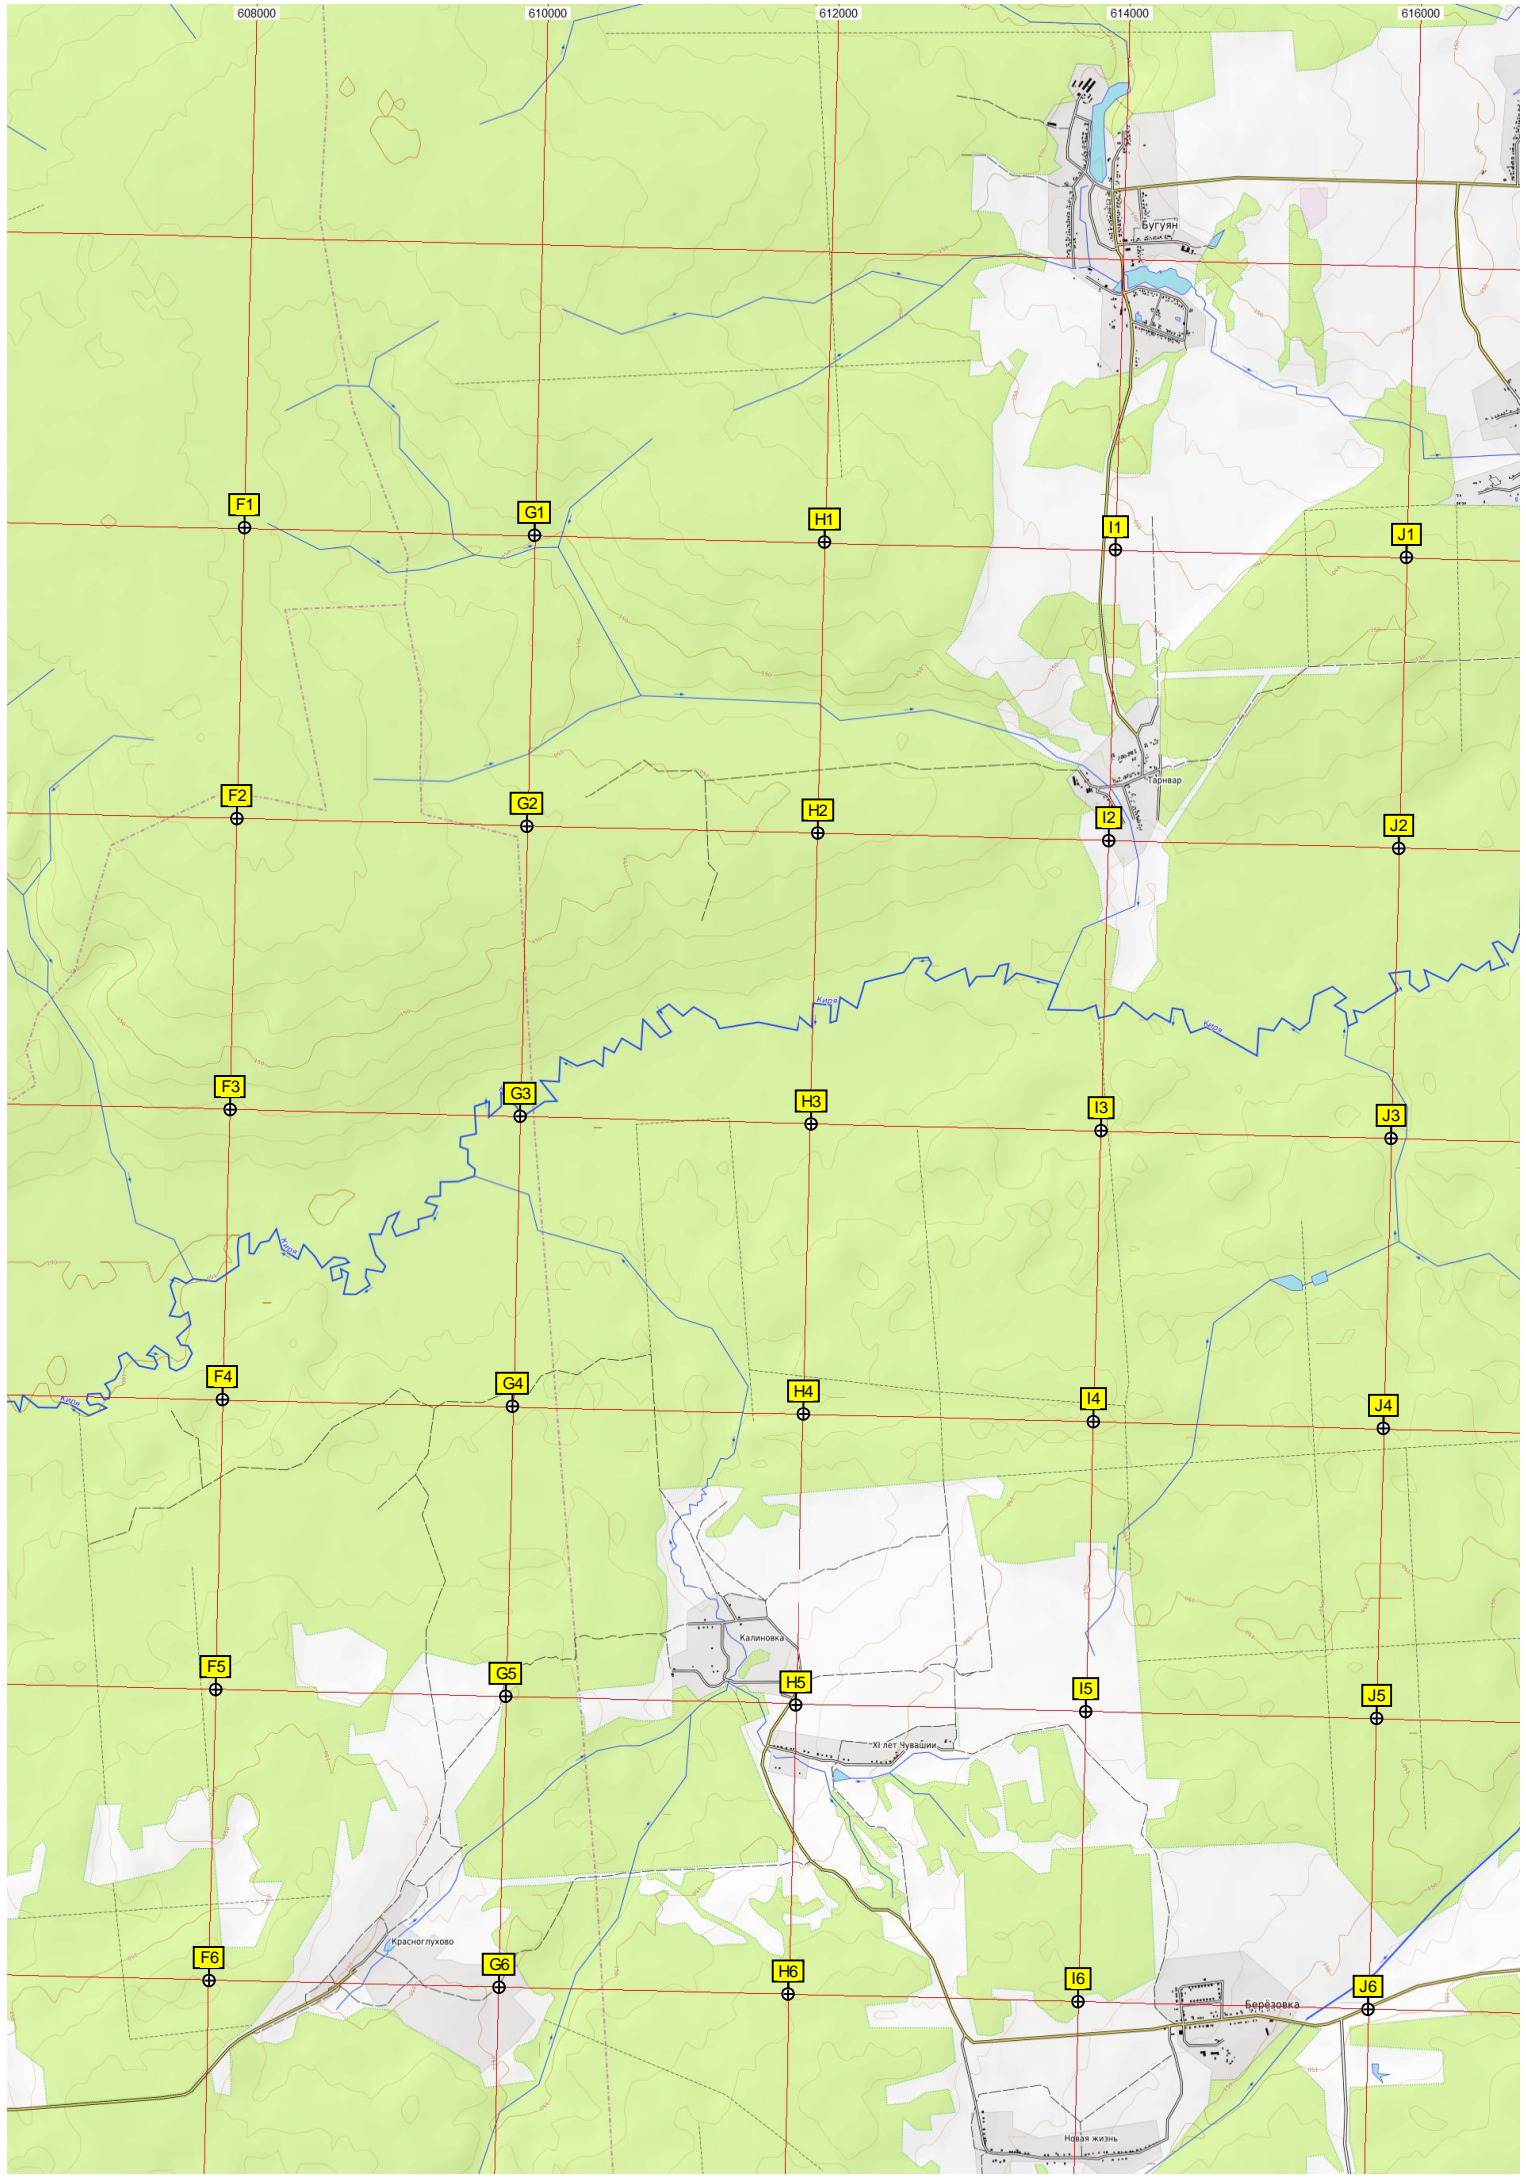 608000 610000 612000 614000 616000
Бугуян
F1 G1 H1 I1 J1
Тарнвар
F2 G2 H2 I2 J2
Киря
Киря
F3 G3 H3 I3 J3
Киря
F4 G4 H4 I4 J4
Киря
Калиновка
F5 G5 H5 I5 J5
XI лет Чувашии
Красноглухово
F6 G6 H6 I6 J6
Берёзовка
Новая жизнь